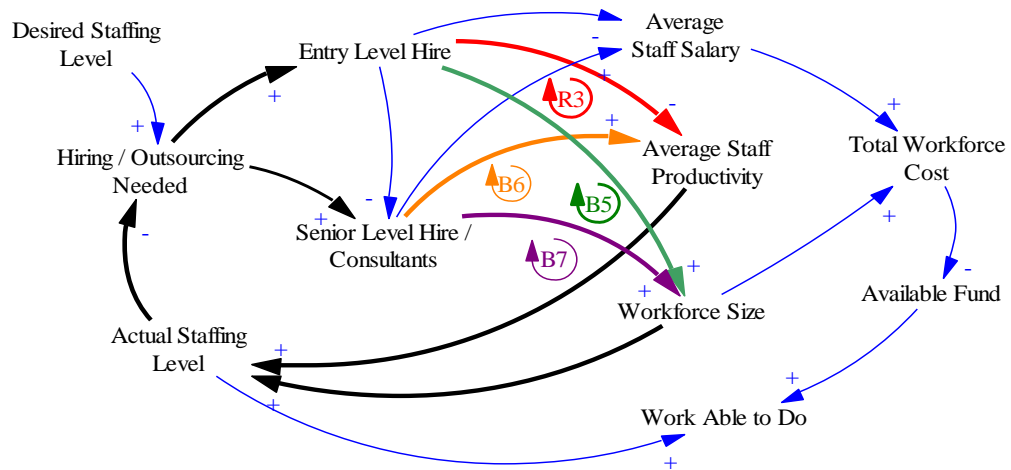 Desired Staffing
Level
Entry Level Hire
Average
Staff Salary
-
+
+
-
R3
+
+
+
Hiring / Outsourcing
Needed
Average Staff
Productivity
Total Workforce
Cost
B6
B5
-
+
+
-
Senior Level Hire /
Consultants
B7
+
-
+
Available Fund
Workforce Size
Actual Staffing
Level
+
+
+
Work Able to Do
+